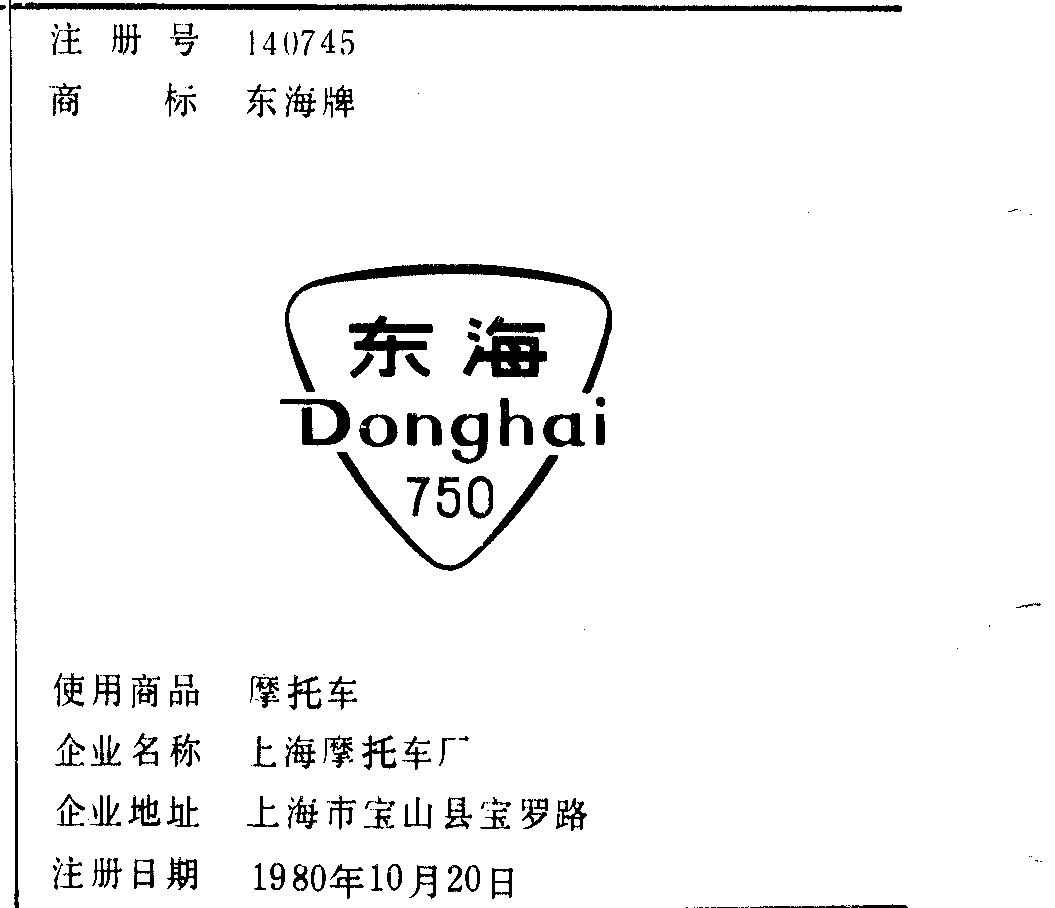 注册号 140745
商标 东海牌
东海
Donghai
750
使用商品 摩托车
企业名称 上海摩托车厂
企业地址 上海市宝山县宝罗路
注册日期 1980年10月20日